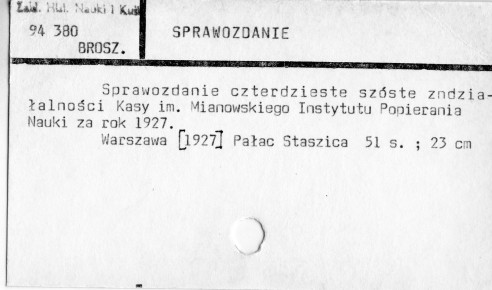 Zakł. Hist. Nauki i Kult
94 380
BROSZ.
SPRAWOZDANIE
Sprawozdanie czterdzieste szóste zndzia-
łalności Kasy im. Mianowskiego Instytutu Popierania
Nauki za rok 1927.
Warszawa [1927] Pałac Staszica 51 s. ; 23 cm